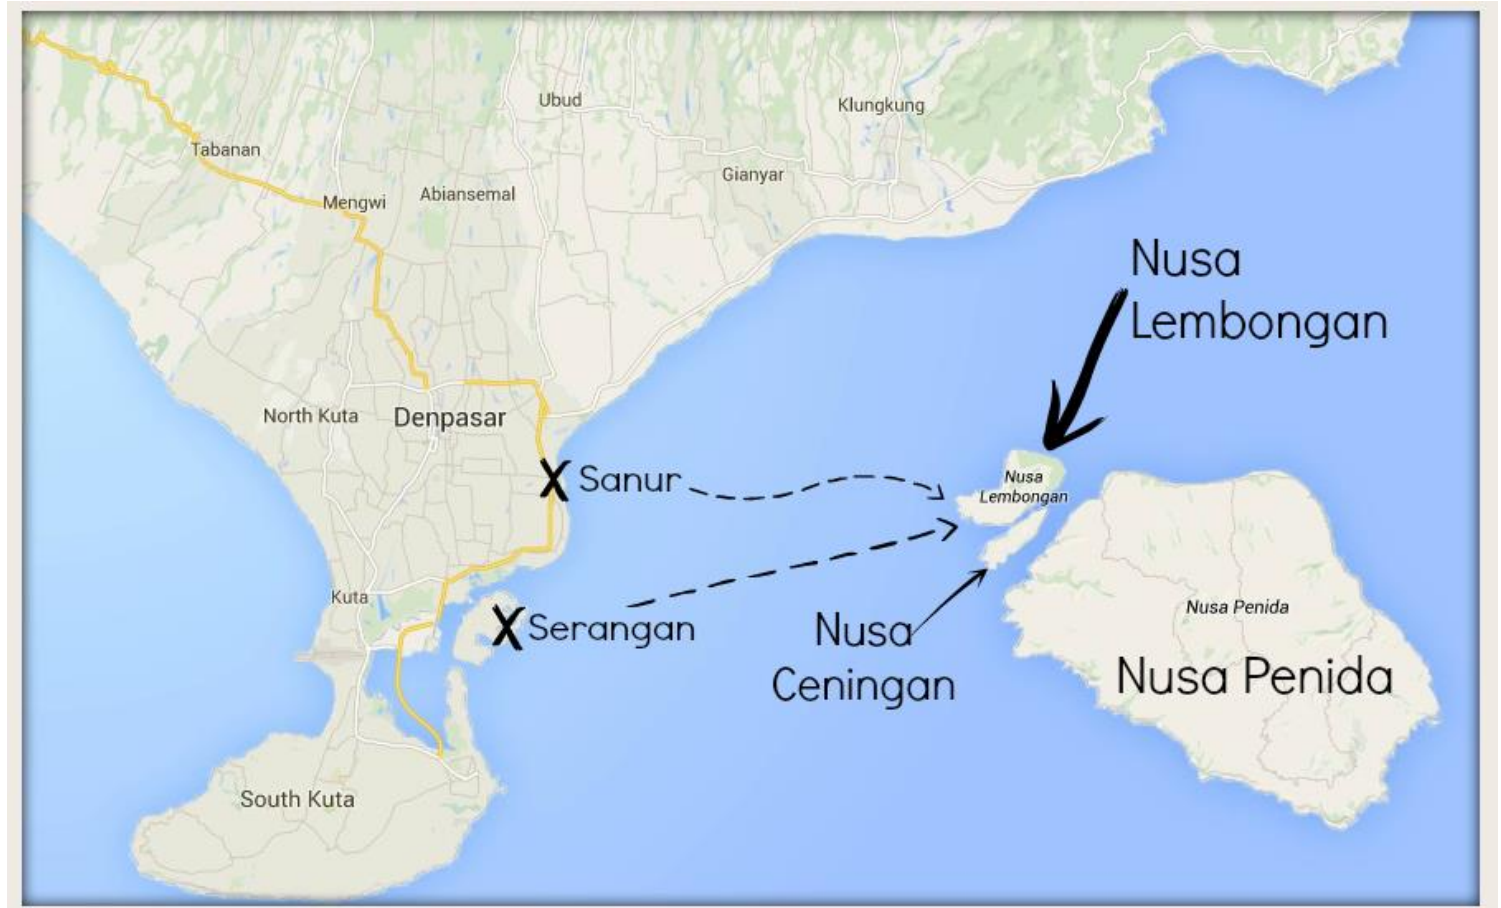 Ubud
Klungkung
Tabanan
Gianyar
Mengwi
Abiansemal
Nusa
Lembongan
North Kuta
Denpasar
X Sanur
Nusa
Lembongan
Kuta
X Serangan
Nusa
Ceningan
Nusa Penida
Nusa Penida
South Kuta